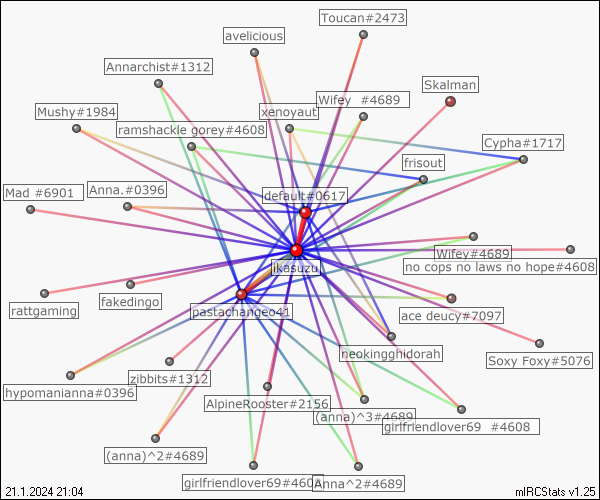 Toucan#2473
avelicious
Annarchist#1312
Skalman
Wifey #4689
Mushy#1984
xenoyaut
ramshackle gorey#4608
Cypha#1717
frisout
Mad #6901
Anna.#0396
default#0617
Wifey#4689
jikasuzu
no cops no laws no hope#4608
rattgaming
fakedingo
pastachangeo41
ace deucy#7097
neokingghidorah
Soxy Foxy#5076
zibbits#1312
hypomanianna#0396
AlpineRooster#2156
(anna)^3#4689
girlfriendlover69 #4608
(anna)^2#4689
girlfriendlover69#4608
Anna^2#4689
21.1.2024 21:04
mIRCStats v1.25